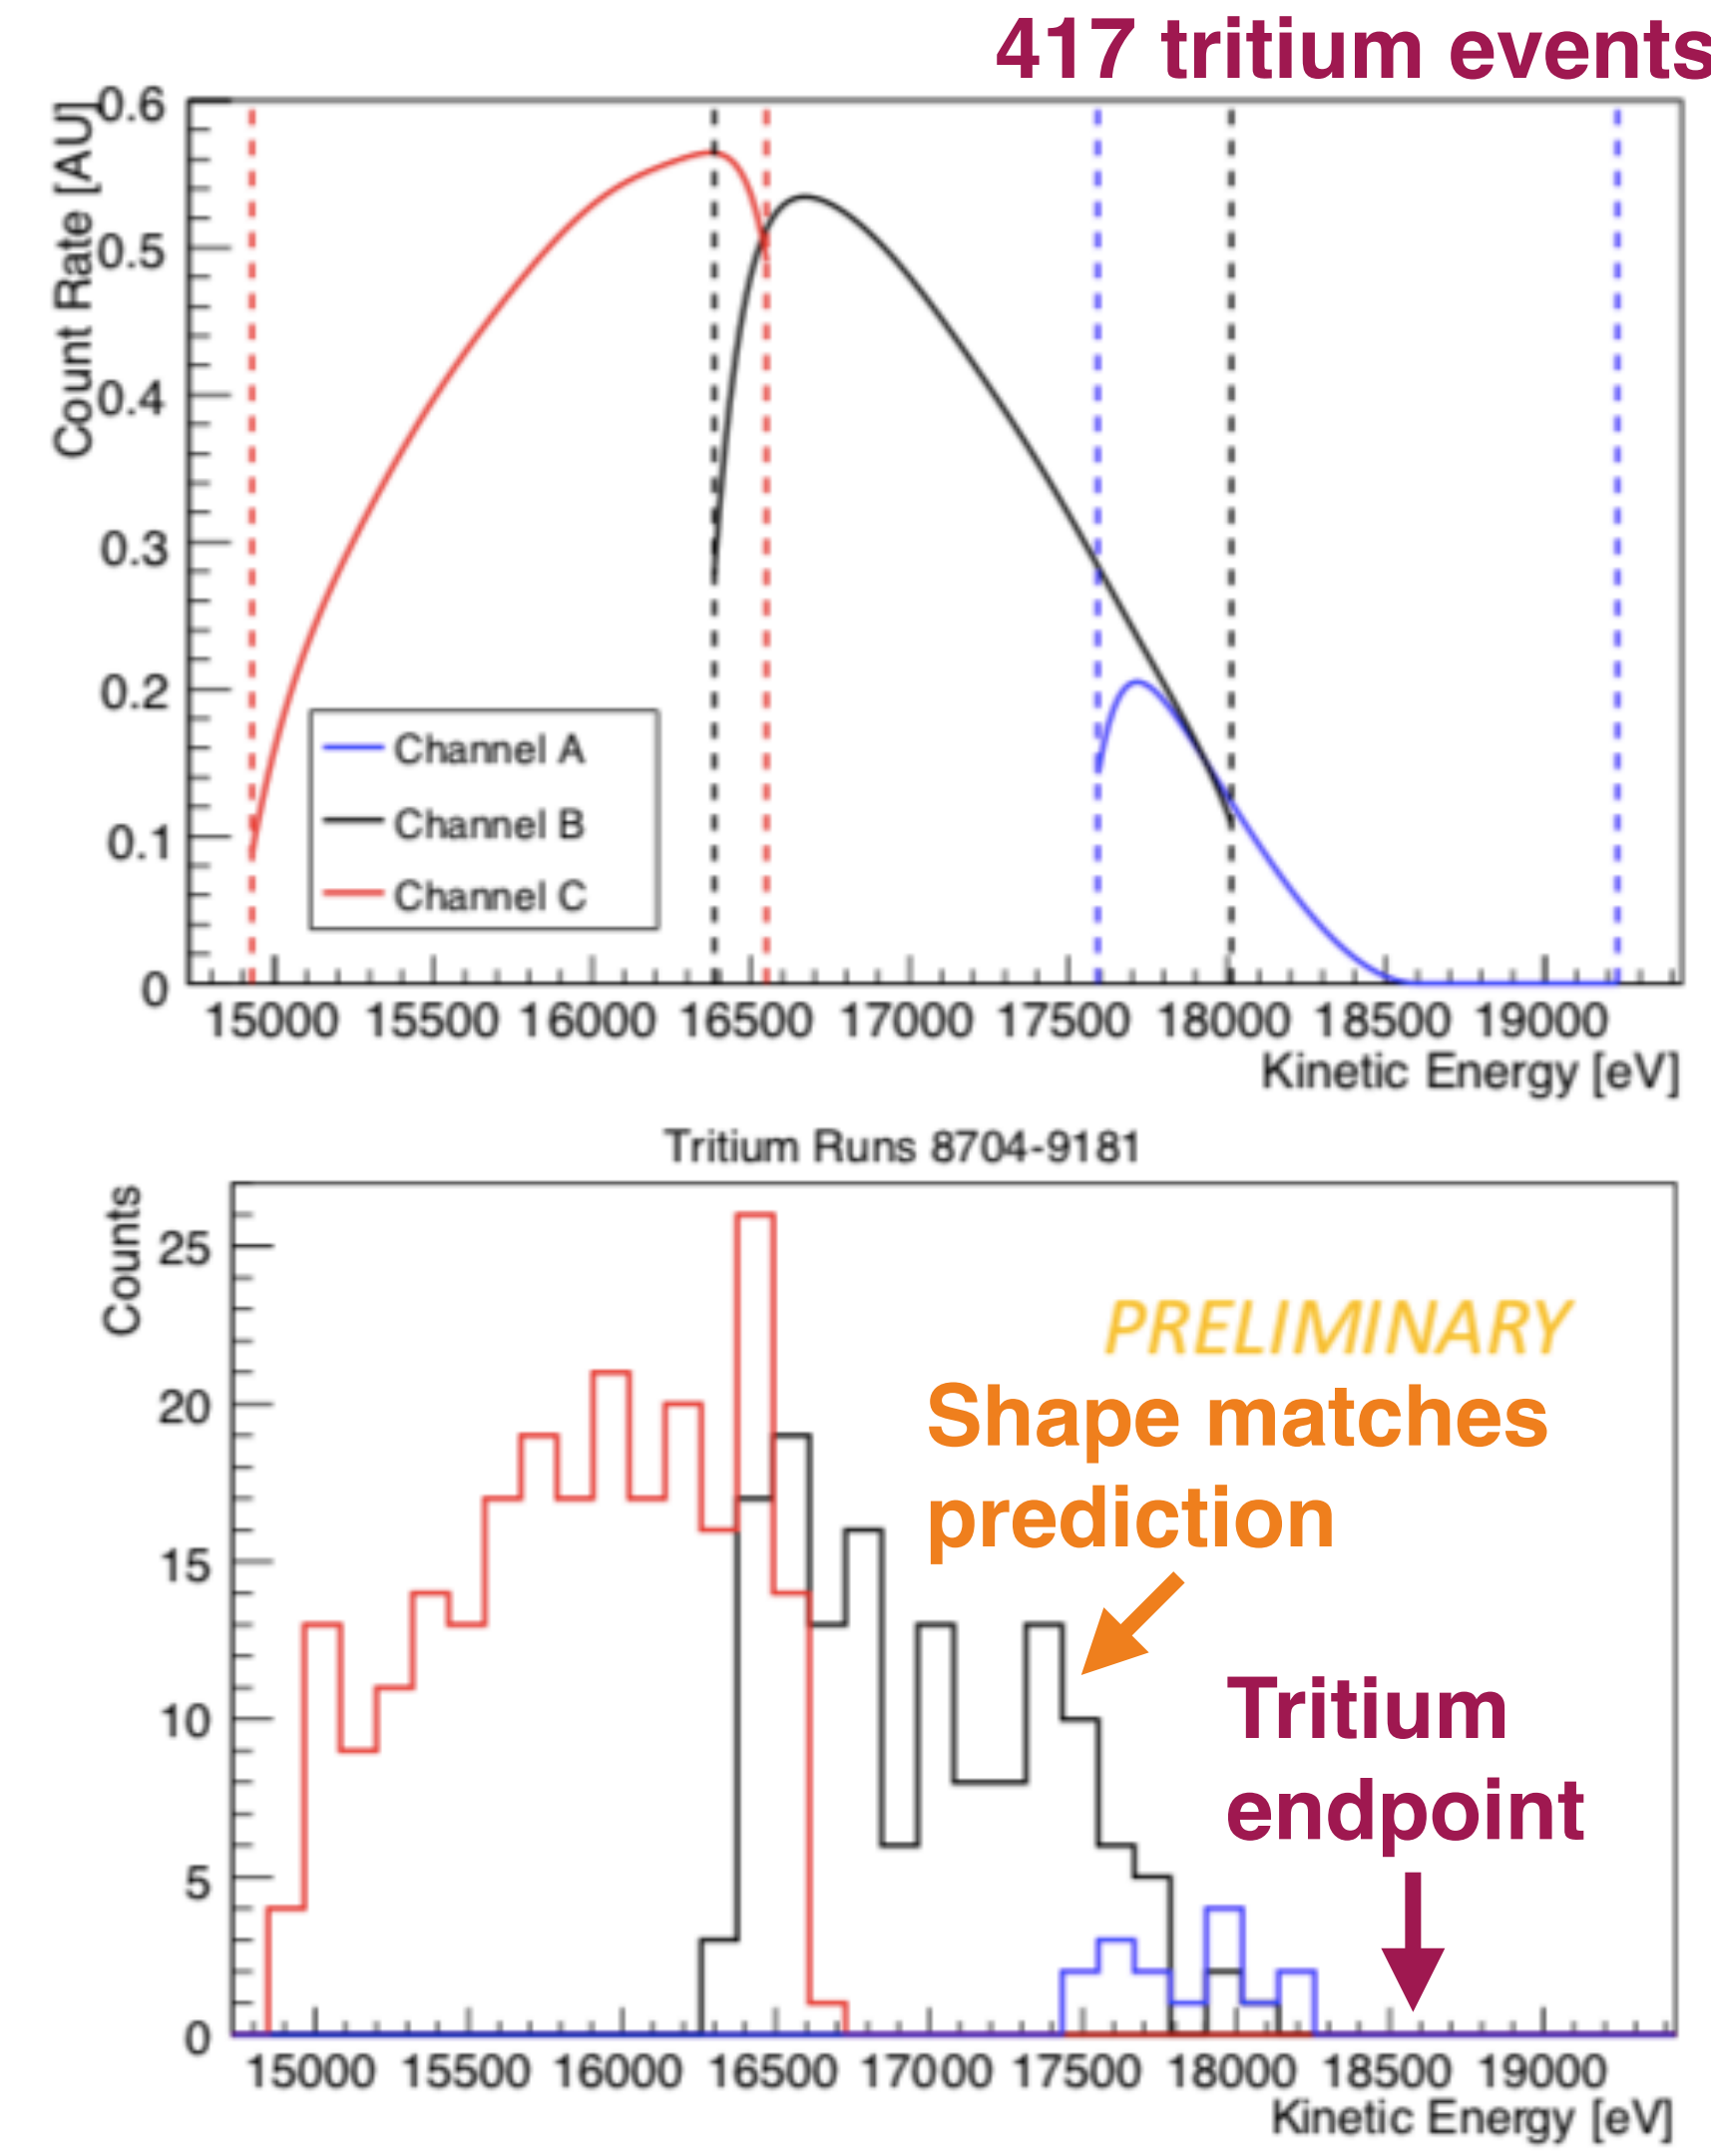 417 tritium events
Count Rate [AU]
0.6
0.5
0.4
0.3
0.2
0.1
0
Channel A
Channel B
Channel C
15000 15500 16000 16500 17000 17500 18000 18500 19000
Kinetic Energy [eV]
Tritium Runs 8704-9181
Counts
25
20
15
10
5
0
PRELIMINARY
Shape matches
prediction
Tritium
endpoint
15000 15500 16000 16500 17000 17500 18000 18500 19000
Kinetic Energy [eV]